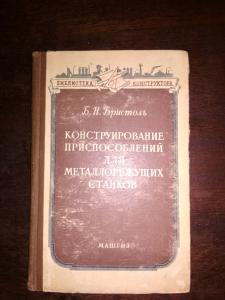 БИБЛИОТЕКА КОНСТРУКТОРА
Б. Н. Бристоль
КОНСТРУИРОВАНИЕ
ПРИСПОСОБЛЕНИЙ
ДЛЯ
МЕТАЛЛОРЕЖУЩИХ
СТАНКОВ
МАШГИЗ